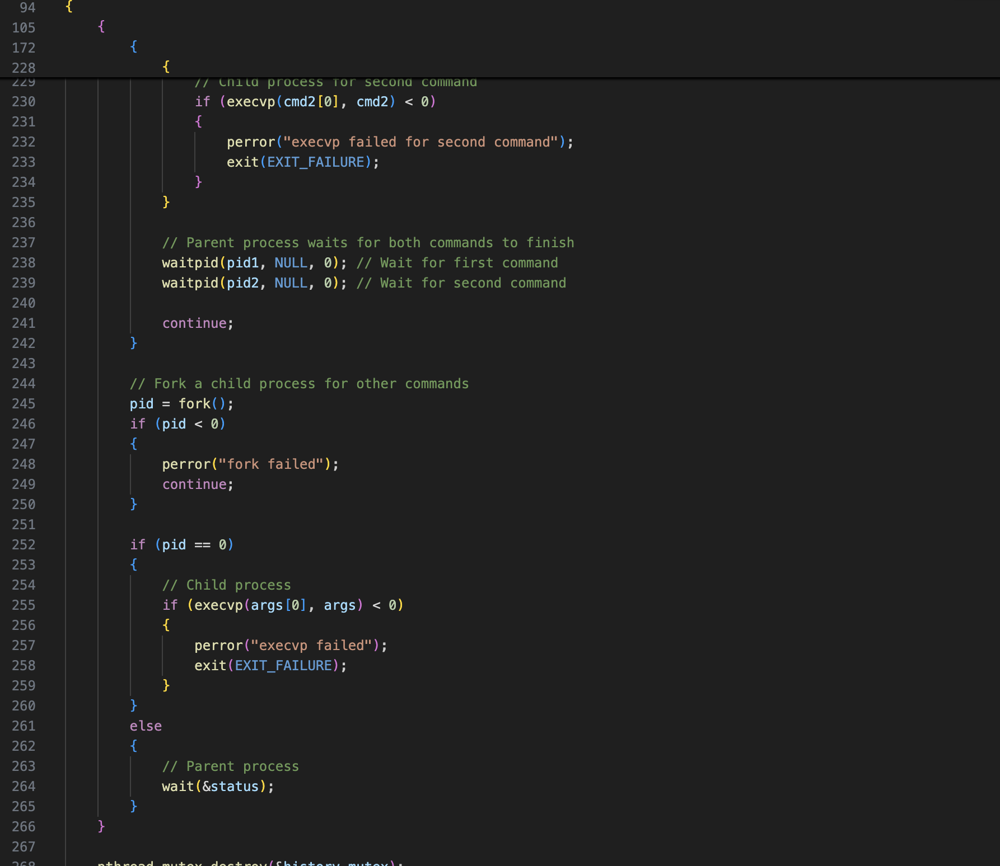 94 {
105 {
172 {
228 {
229 // Child process for second command
230 if (execvp(cmd2[0], cmd2) < 0)
231 {
232 perror("execvp failed for second command");
233 exit(EXIT_FAILURE);
234 }
235 }
236
237 // Parent process waits for both commands to finish
238 waitpid(pid1, NULL, 0); // Wait for first command
239 waitpid(pid2, NULL, 0); // Wait for second command
240
241 continue;
242 }
243
244 // Fork a child process for other commands
245 pid = fork();
246 if (pid < 0)
247 {
248 perror("fork failed");
249 continue;
250 }
251
252 if (pid == 0)
253 {
254 // Child process
255 if (execvp(args[0], args) < 0)
256 {
257 perror("execvp failed");
258 exit(EXIT_FAILURE);
259 }
260 }
261 else
262 {
263 // Parent process
264 wait(&status);
265 }
266 }
267
268 pthread_mutex_destroy(&history_mutex);